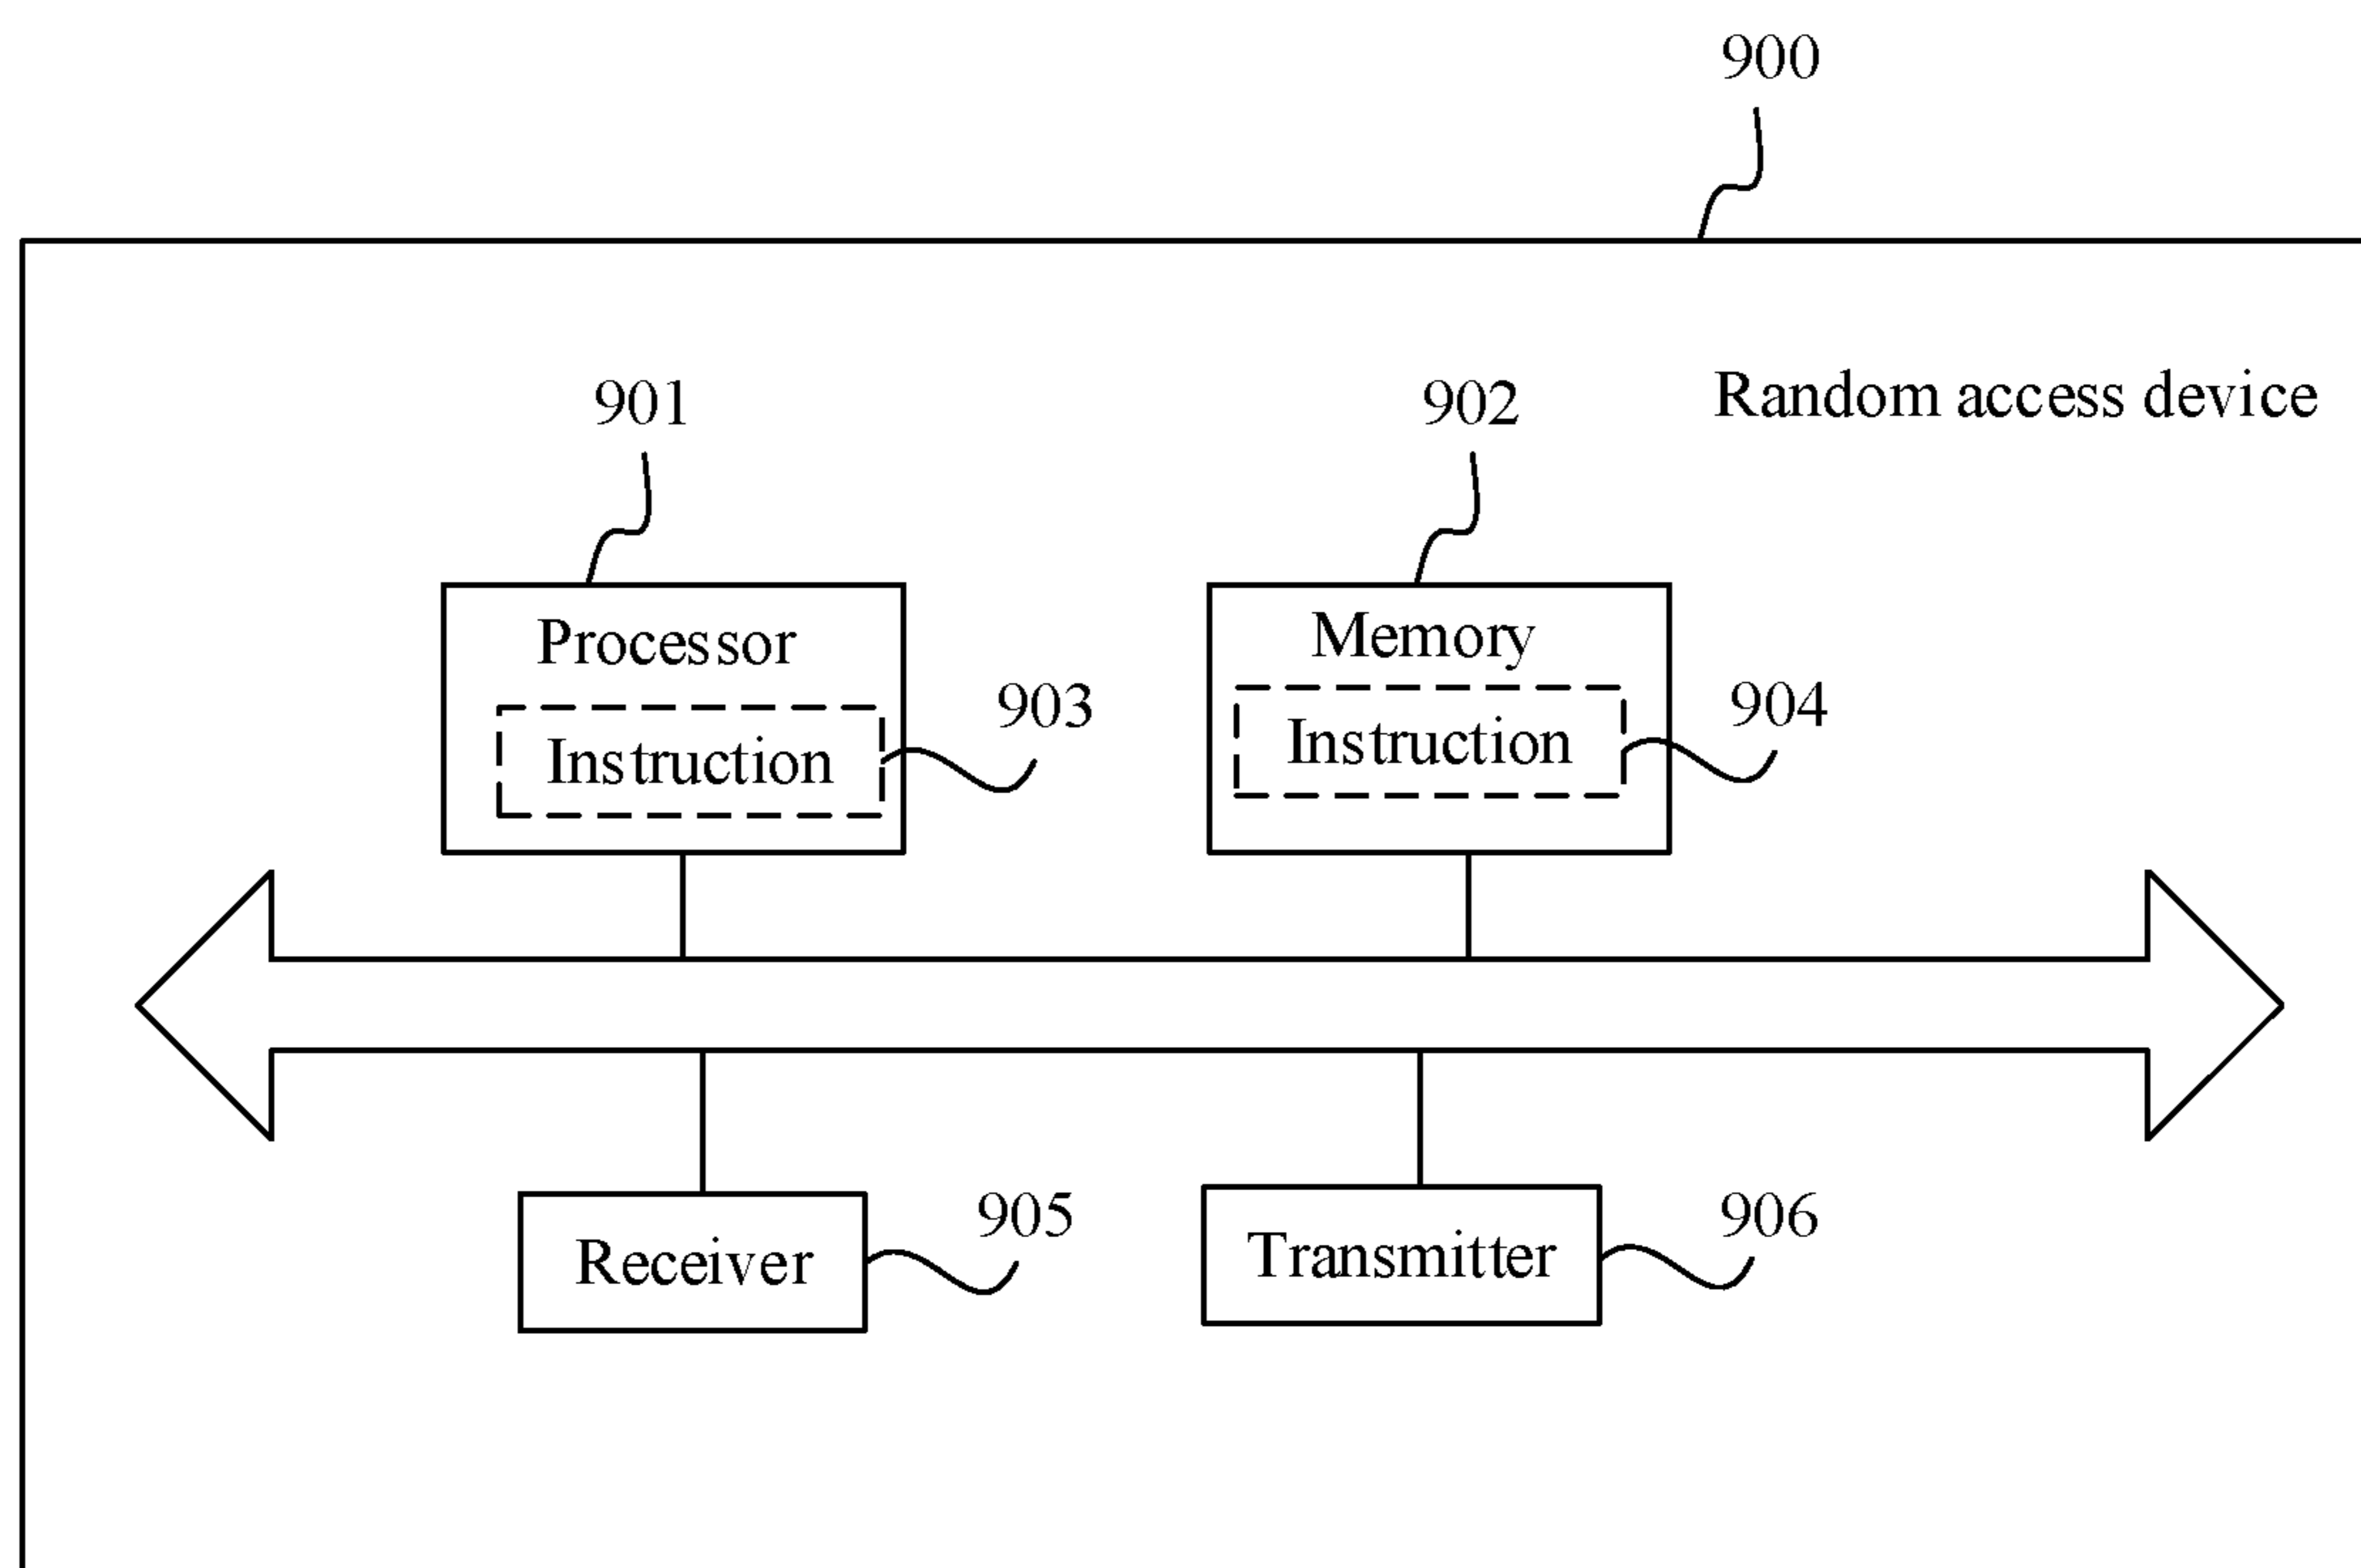 900
Random access device
901
902
Processor
Memory
903
904
Instruction
Instruction
905
906
Receiver
Transmitter